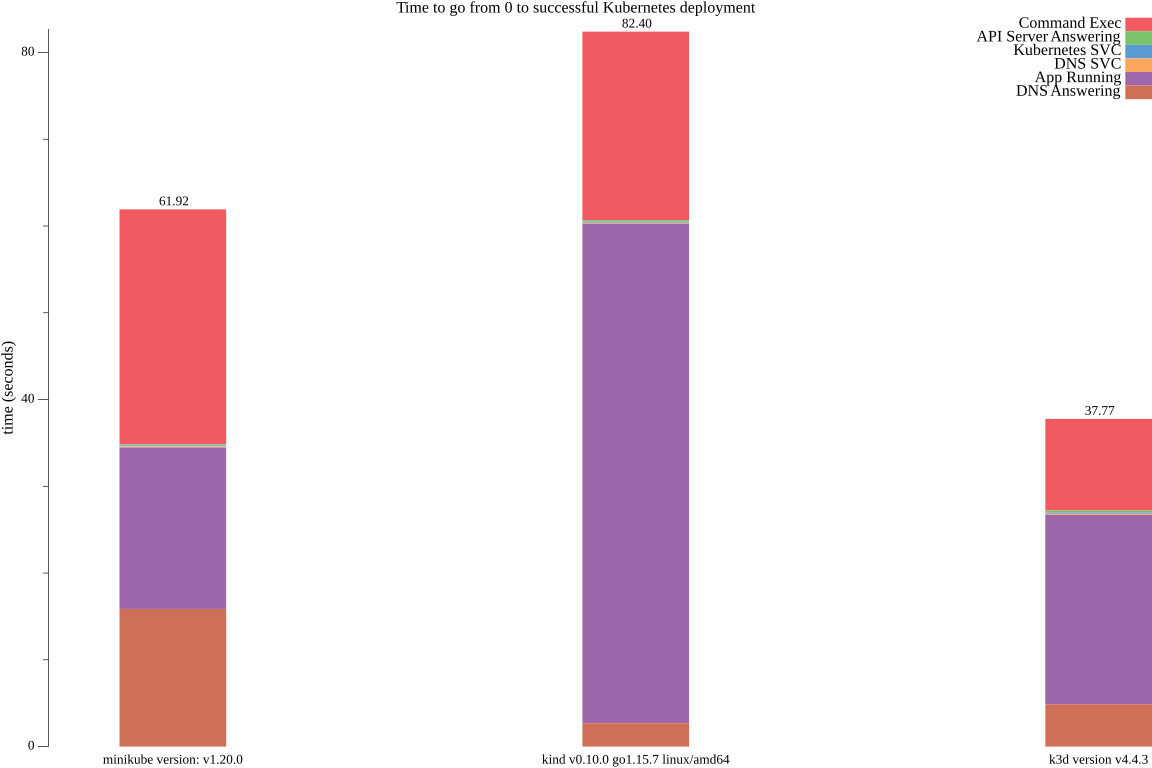 Time to go from 0 to successful Kubernetes deployment
82.40
Command Exec
API Server Answering
Kubernetes SVC
DNS SVC
App Running
DNS Answering
80
61.92
time (seconds)
40
37.77
0
minikube version: v1.20.0
kind v0.10.0 go1.15.7 linux/amd64
k3d version v4.4.3